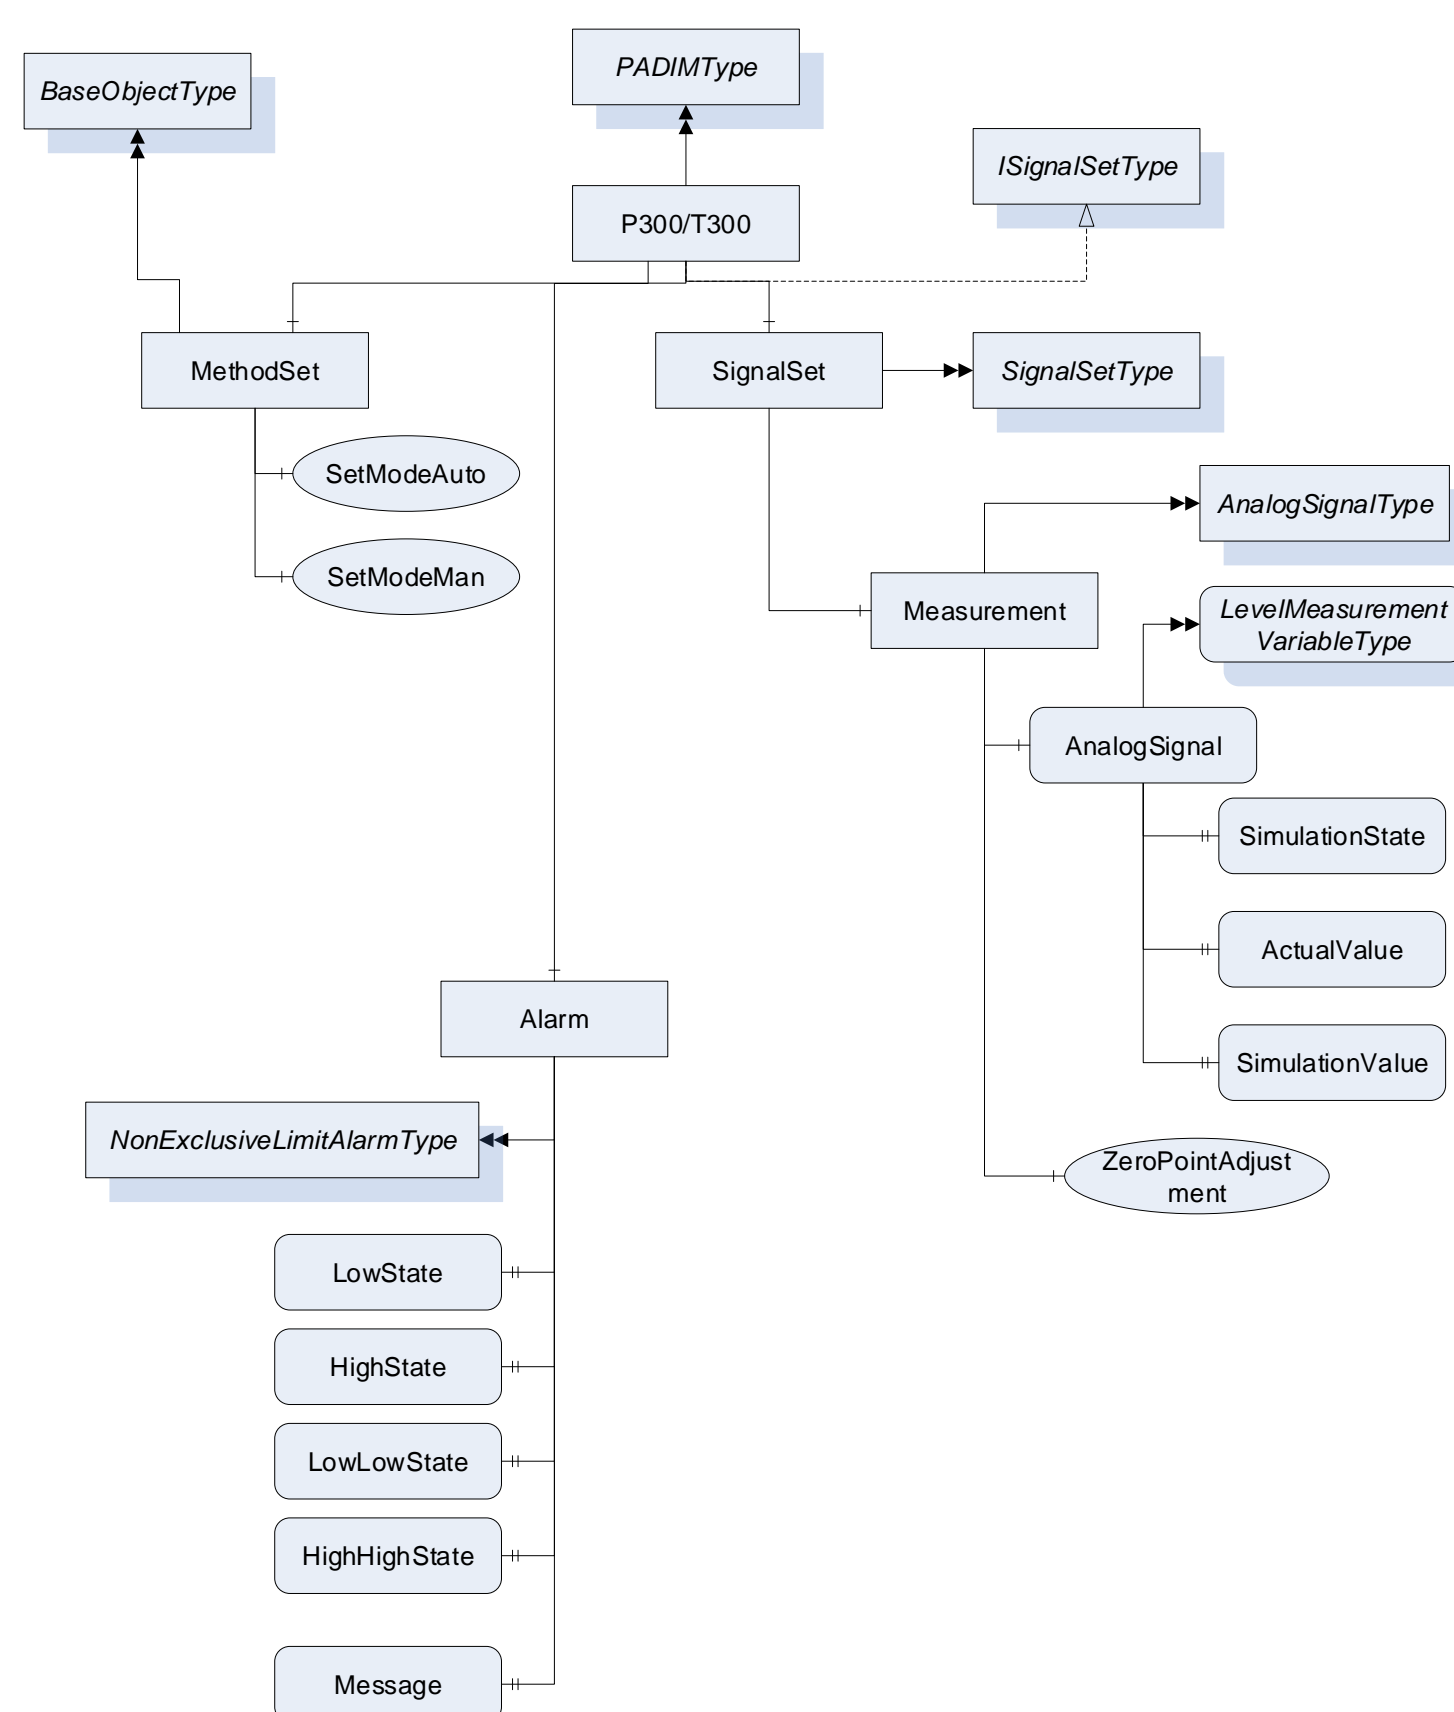 PADIMType
BaseObjectType
ISignalSetType
P300/T300
MethodSet
SignalSet
SignalSetType
SetModeAuto
AnalogSignalType
SetModeMan
Measurement
LevelMeasurement
VariableType
AnalogSignal
SimulationState
ActualValue
Alarm
SimulationValue
NonExclusiveLimitAlarmType
ZeroPointAdjust
ment
LowState
HighState
LowLowState
HighHighState
Message